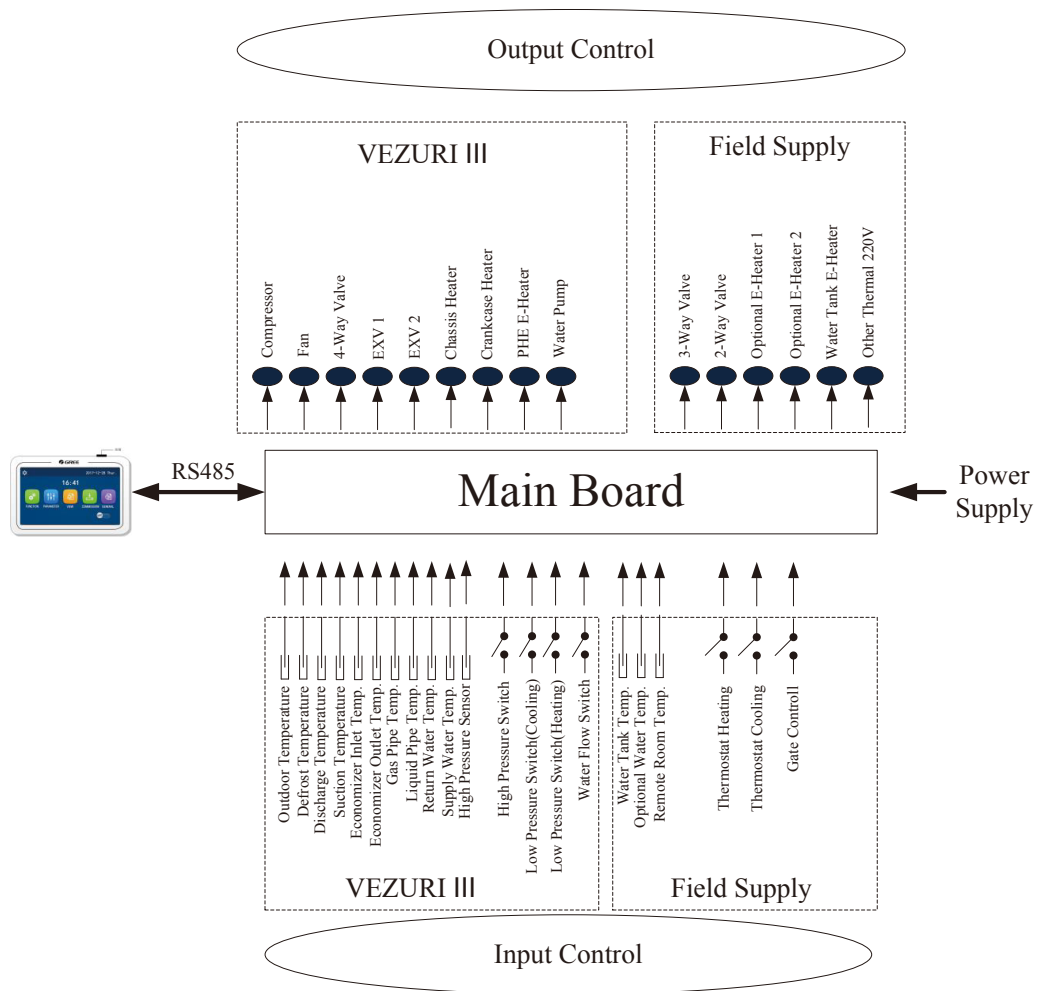 Output Control
VEZURI III
Field Supply
Compressor
Fan
4-Way Valve
EXV 1
EXV 2
Chassis Heater
Crankcase Heater
PHE E-Heater
Water Pump
3-Way Valve
2-Way Valve
Optional E-Heater 1
Optional E-Heater 2
Water Tank E-Heater
Other Thermal 220V
GREE
16:41
FUNCTION
PARAMETER
VIEW
GENERAL
RS485
Main Board
Power
Supply
Outdoor Temperature
Defrost Temperature
Discharge Temperature
Suction Temperature
Economizer Inlet Temp.
Economizer Outlet Temp.
Gas Pipe Temp.
Liquid Pipe Temp.
Return Water Temp.
Supply Water Temp.
High Pressure Sensor
High Pressure Switch
Low Pressure Switch(Cooling)
Low Pressure Switch(Heating)
Water Flow Switch
Water Tank Temp.
Optional Water Temp.
Remote Room Temp.
Thermostat Heating
Thermostat Cooling
Gate Controll
VEZURI III
Field Supply
Input Control